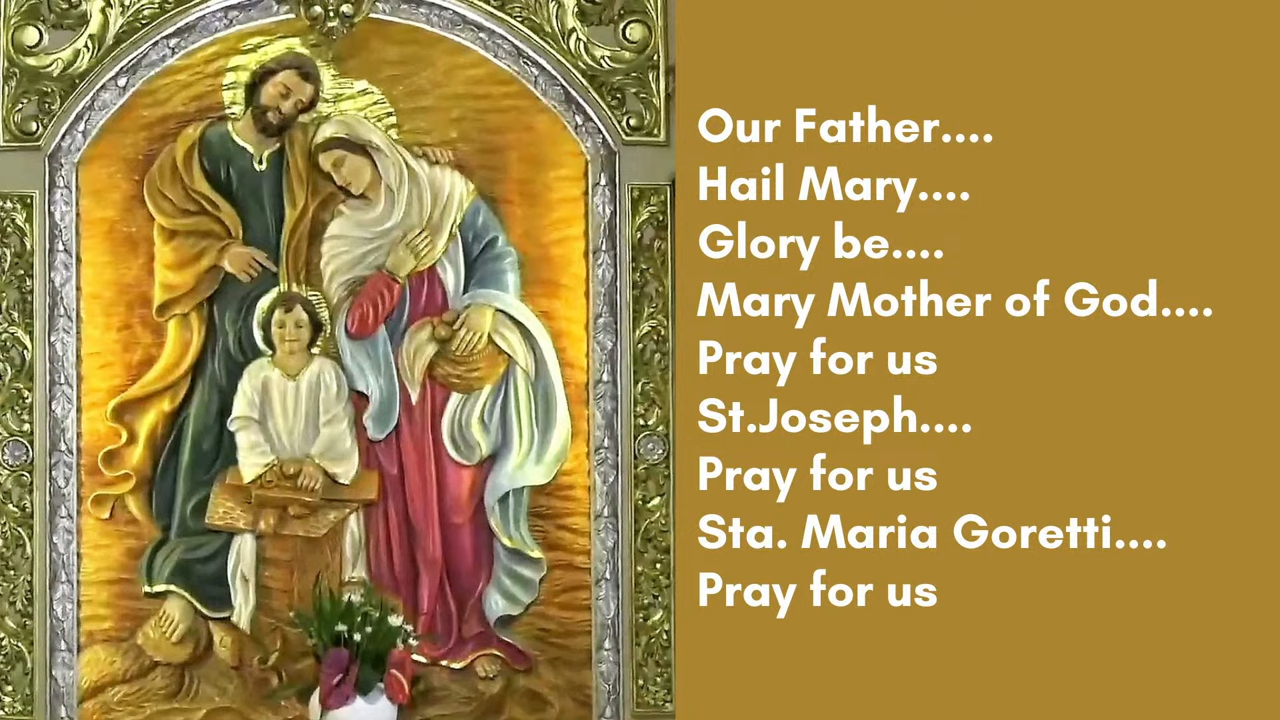 Our Father....
Hail Mary....
Glory be....
Mary Mother of God....
Pray for us
St.Joseph....
Pray for us
Sta. Maria Goretti....
Pray for us